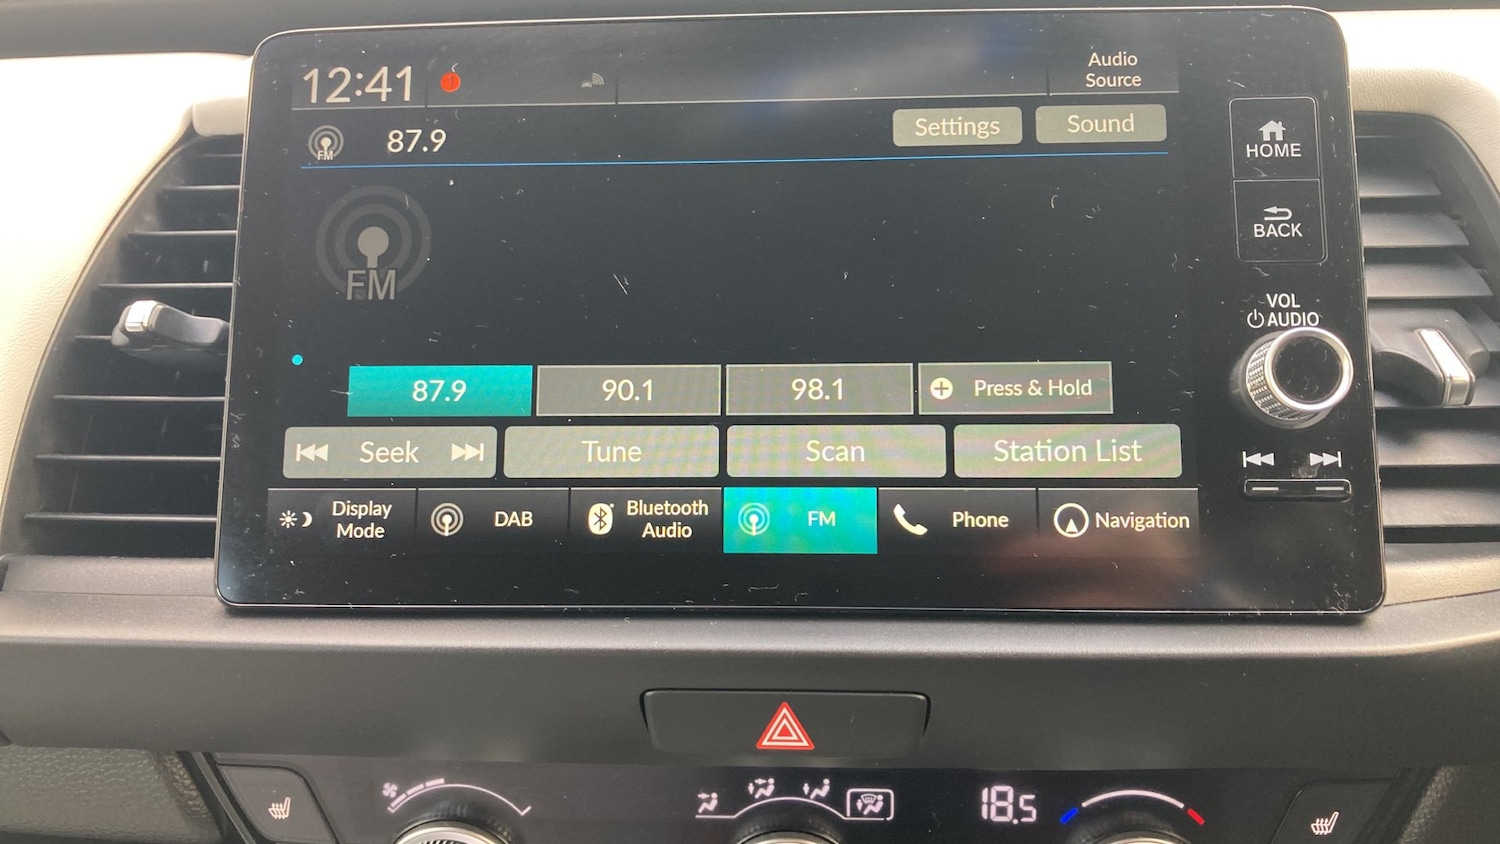 12:41
Audio
Source
FM
87.9
Settings
Sound
HOME
BACK
FM
VOL
AUDIO
87.9
90.1
98.1
Press & Hold
Seek
Tune
Scan
Station List
Display
Mode
DAB
Bluetooth
Audio
FM
Phone
Navigation
18.5